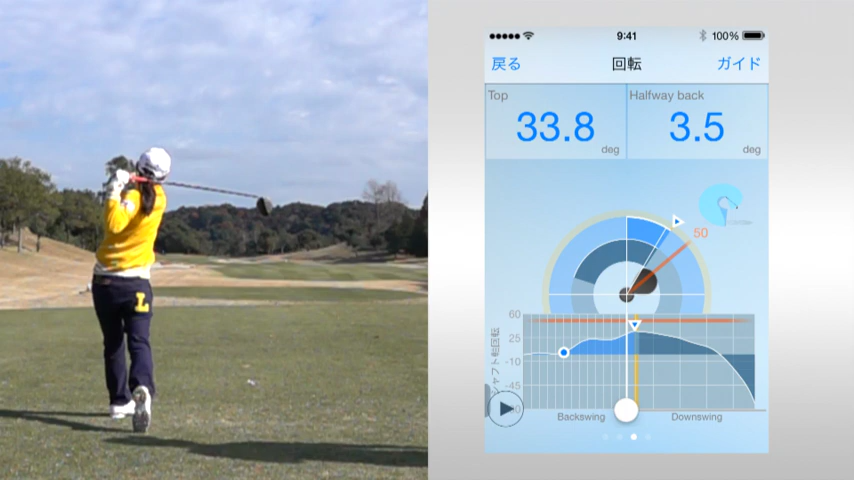 9:41
100%
戻る 回転 ガイド
Top
Halfway back
33.8
deg
3.5
deg
50
60
25
-10
-45
シャフト軸回転
Backswing
Downswing
L